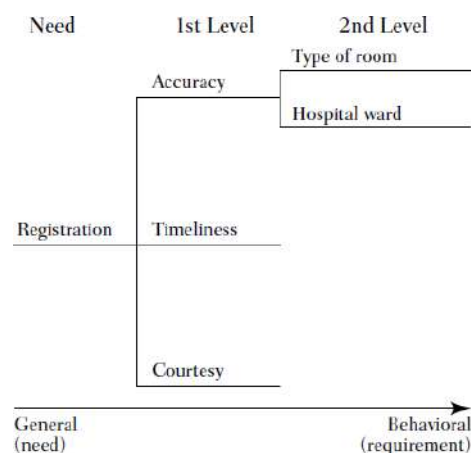 Need 1st Level 2nd Level
Type of room
Accuracy
Hospital ward
Registration Timeliness
Courtesy
General Behavioral
(need) (requirement)